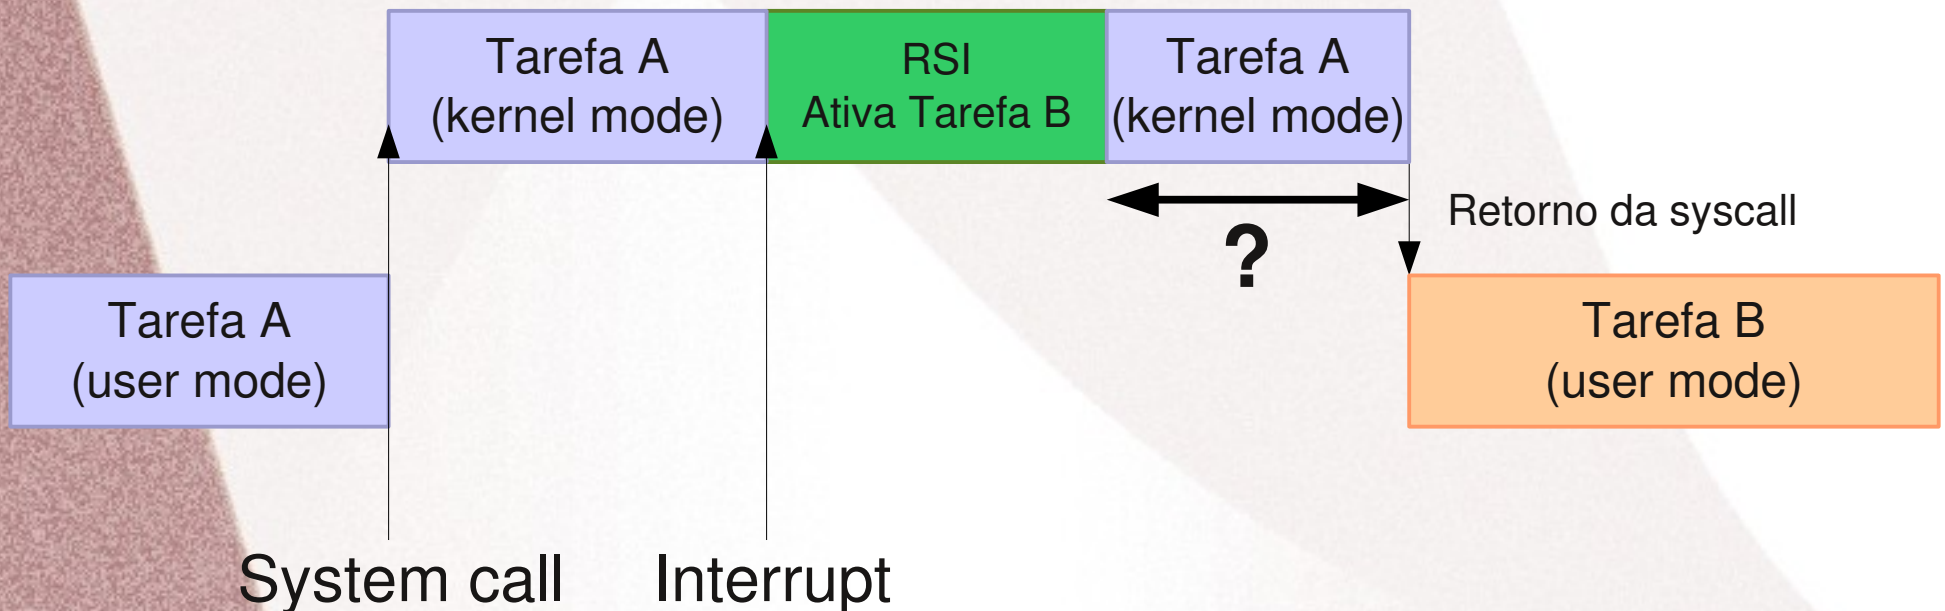 Tarefa A
(kernel mode)
RSI
Ativa Tarefa B
Tarefa A
(kernel mode)
Retorno da syscall
?
Tarefa A
(user mode)
Tarefa B
(user mode)
System call
Interrupt